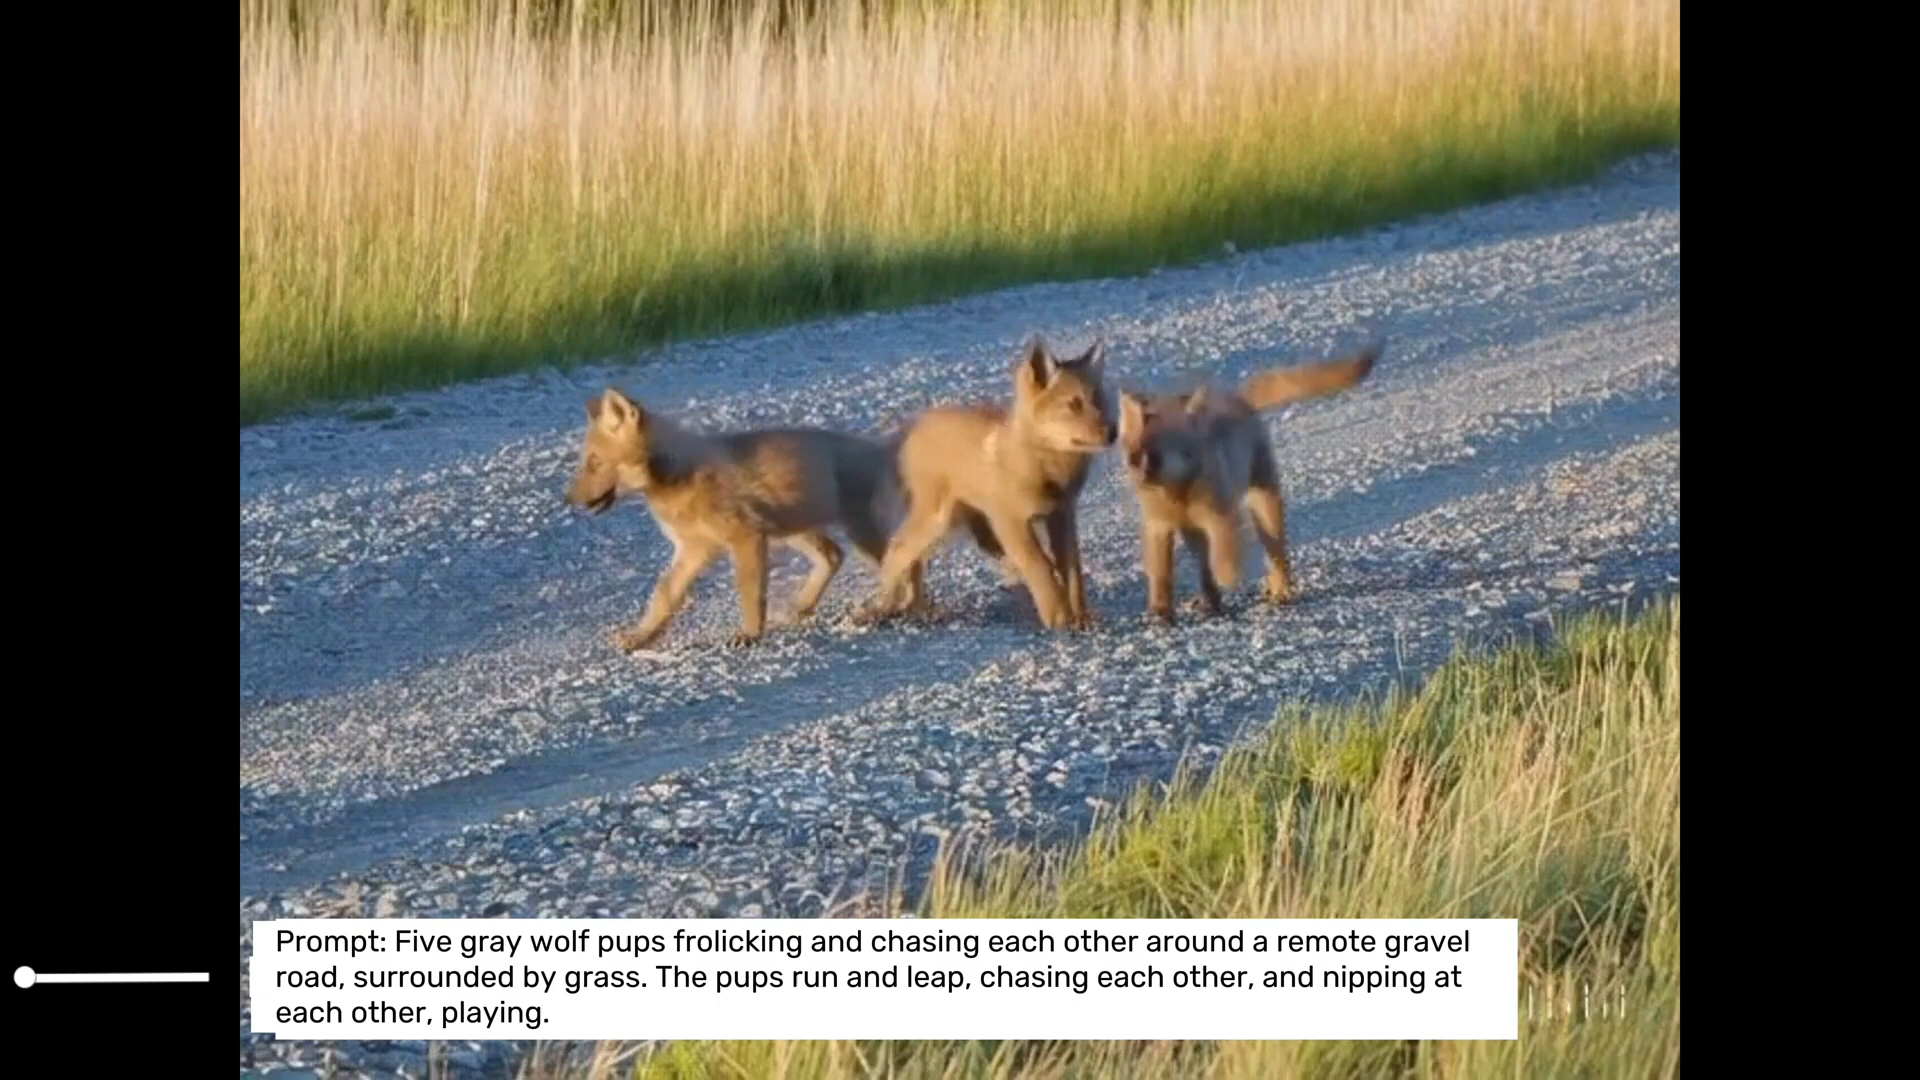 Prompt: Five gray wolf pups frolicking and chasing each other around a remote gravel
road, surrounded by grass. The pups run and leap, chasing each other, and nipping at
each other, playing.